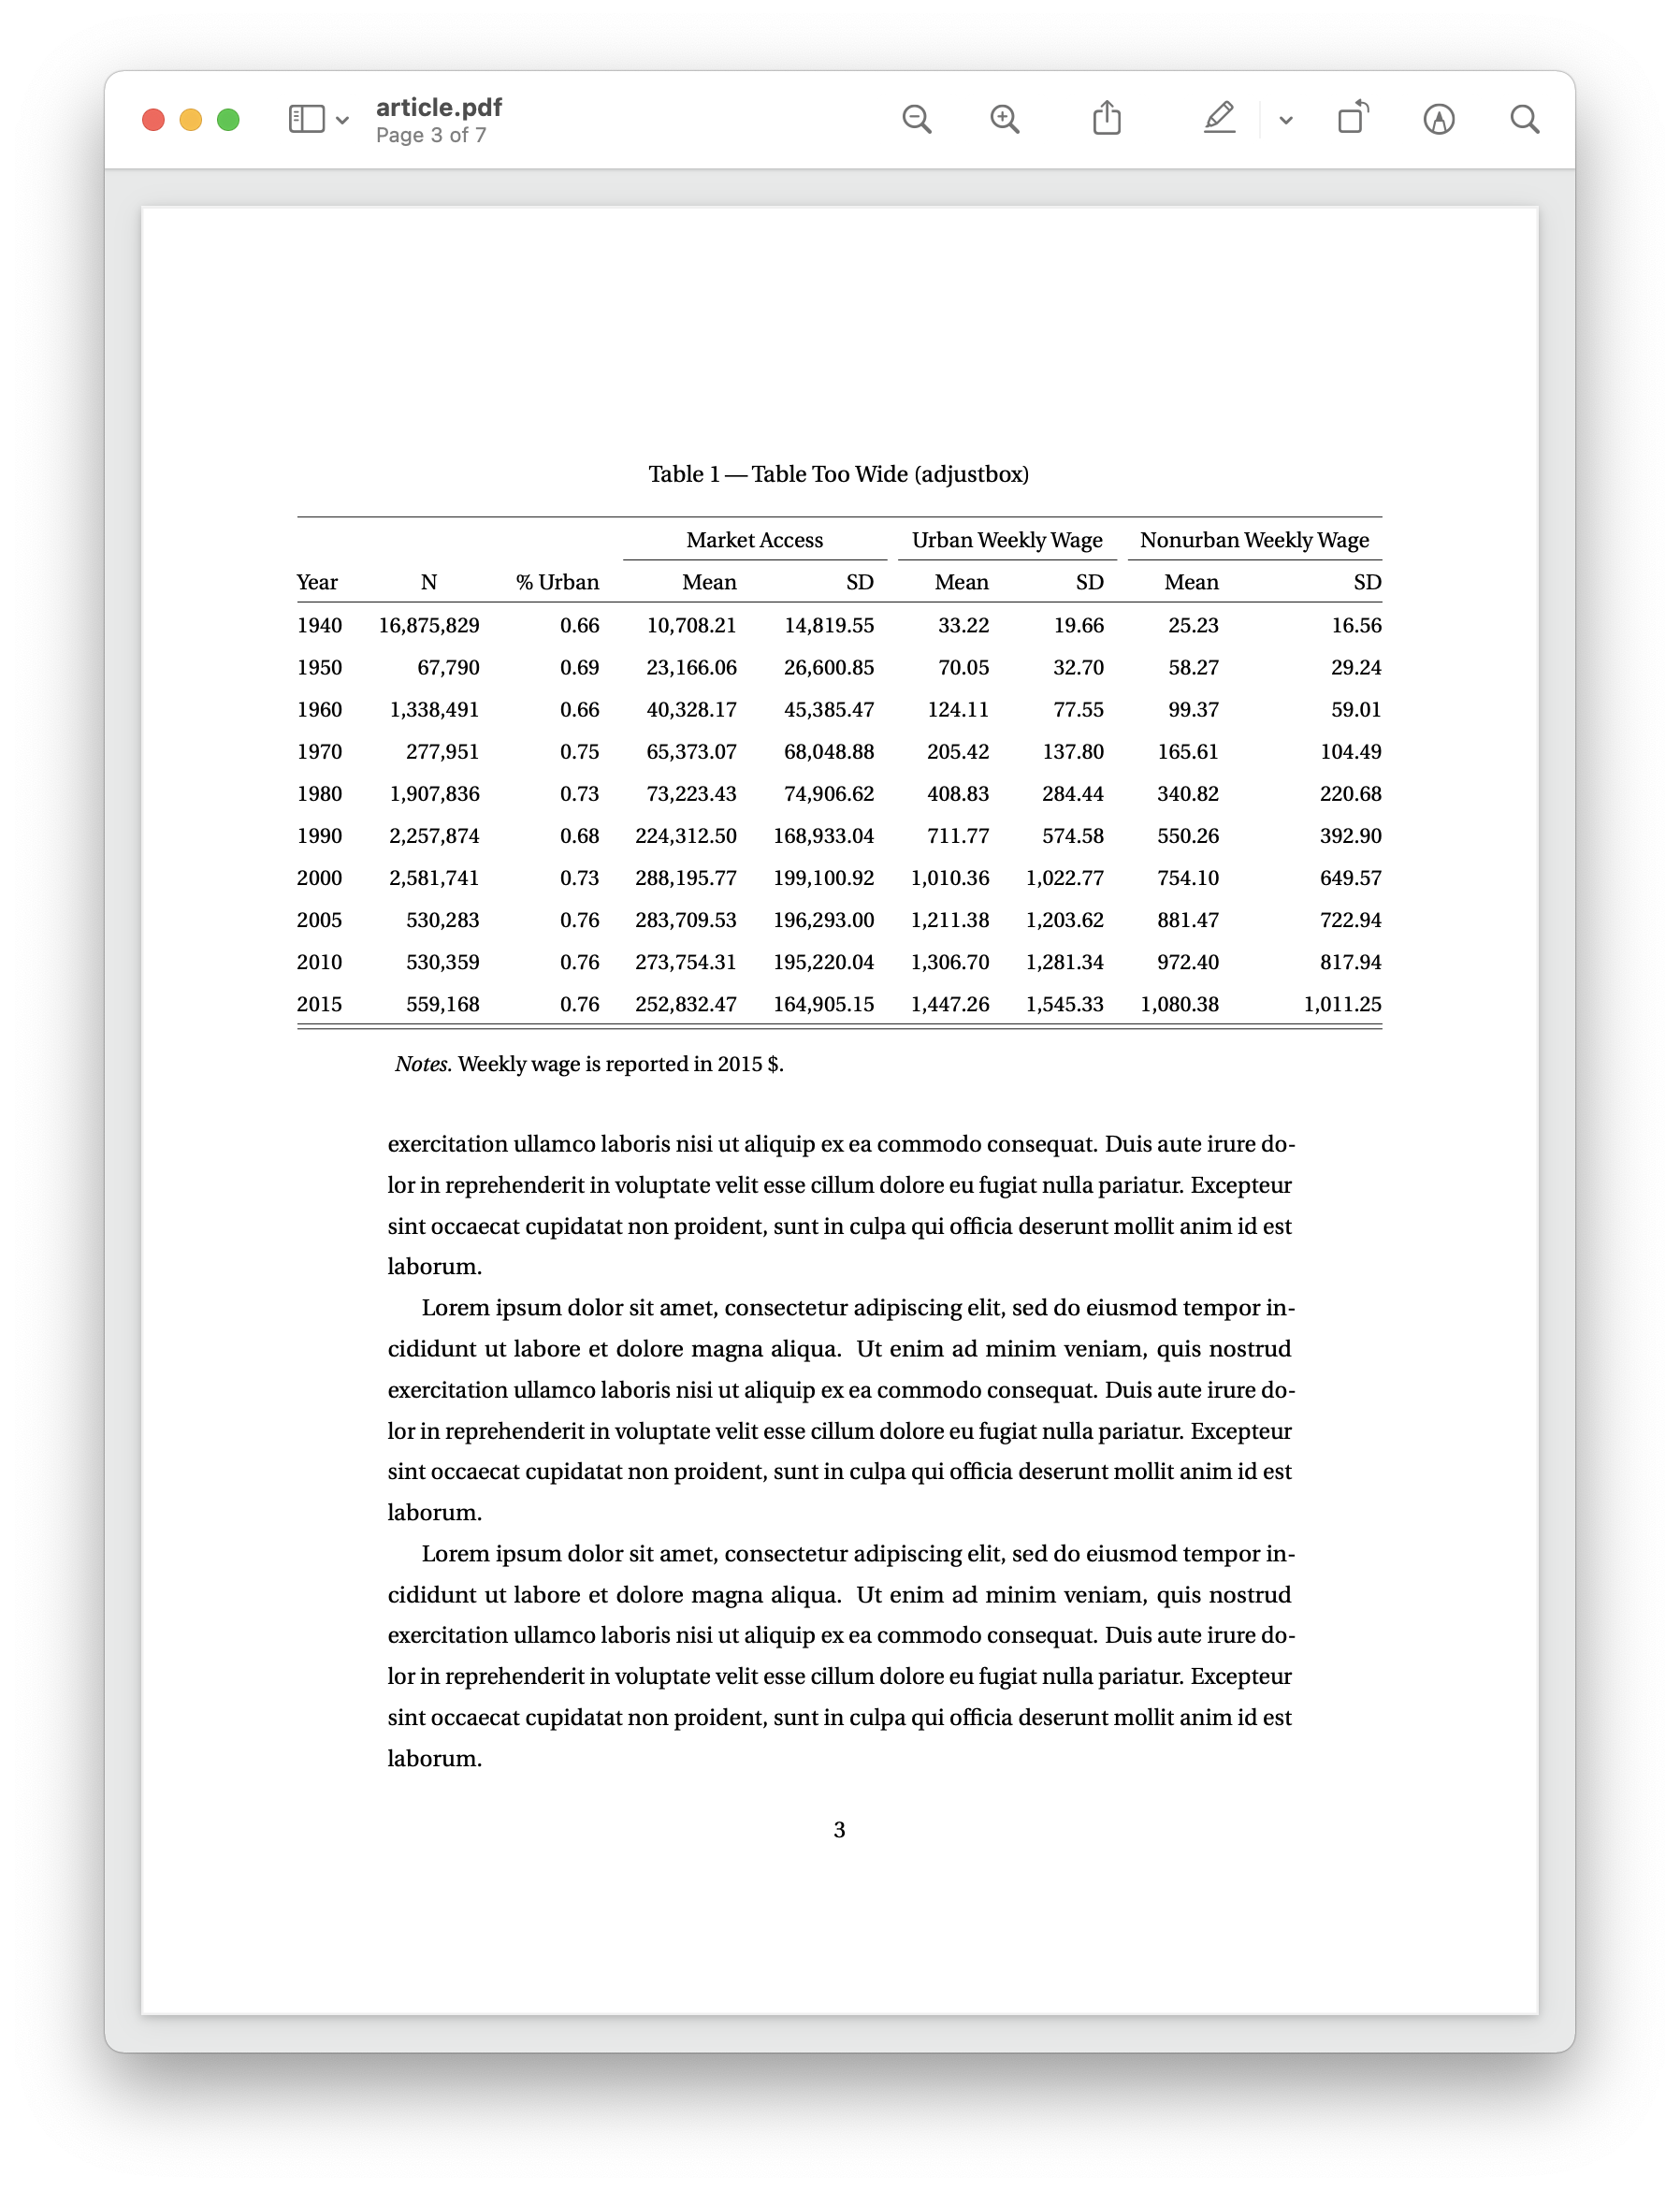 article.pdf
Page 3 of 7
Table 1 — Table Too Wide (adjustbox)
Market Access Urban Weekly Wage Nonurban Weekly Wage
Year N % Urban Mean SD Mean SD Mean SD
1940 16,875,829 0.66 10,708.21 14,819.55 33.22 19.66 25.23 16.56
1950 67,790 0.69 23,166.06 26,600.85 70.05 32.70 58.27 29.24
1960 1,338,491 0.66 40,328.17 45,385.47 124.11 77.55 99.37 59.01
1970 277,951 0.75 65,373.07 68,048.88 205.42 137.80 165.61 104.49
1980 1,907,836 0.73 73,223.43 74,906.62 408.83 284.44 340.82 220.68
1990 2,257,874 0.68 224,312.50 168,933.04 711.77 574.58 550.26 392.90
2000 2,581,741 0.73 288,195.77 199,100.92 1,010.36 1,022.77 754.10 649.57
2005 530,283 0.76 283,709.53 196,293.00 1,211.38 1,203.62 881.47 722.94
2010 530,359 0.76 273,754.31 195,220.04 1,306.70 1,281.34 972.40 817.94
2015 559,168 0.76 252,832.47 164,905.15 1,447.26 1,545.33 1,080.38 1,011.25
Notes. Weekly wage is reported in 2015 $.
exercitation ullamco laboris nisi ut aliquip ex ea commodo consequat. Duis aute irure do-
lor in reprehenderit in voluptate velit esse cillum dolore eu fugiat nulla pariatur. Excepteur
sint occaecat cupidatat non proident, sunt in culpa qui officia deserunt mollit anim id est
laborum.
Lorem ipsum dolor sit amet, consectetur adipiscing elit, sed do eiusmod tempor in-
cididunt ut labore et dolore magna aliqua. Ut enim ad minim veniam, quis nostrud
exercitation ullamco laboris nisi ut aliquip ex ea commodo consequat. Duis aute irure do-
lor in reprehenderit in voluptate velit esse cillum dolore eu fugiat nulla pariatur. Excepteur
sint occaecat cupidatat non proident, sunt in culpa qui officia deserunt mollit anim id est
laborum.
Lorem ipsum dolor sit amet, consectetur adipiscing elit, sed do eiusmod tempor in-
cididunt ut labore et dolore magna aliqua. Ut enim ad minim veniam, quis nostrud
exercitation ullamco laboris nisi ut aliquip ex ea commodo consequat. Duis aute irure do-
lor in reprehenderit in voluptate velit esse cillum dolore eu fugiat nulla pariatur. Excepteur
sint occaecat cupidatat non proident, sunt in culpa qui officia deserunt mollit anim id est
laborum.
3